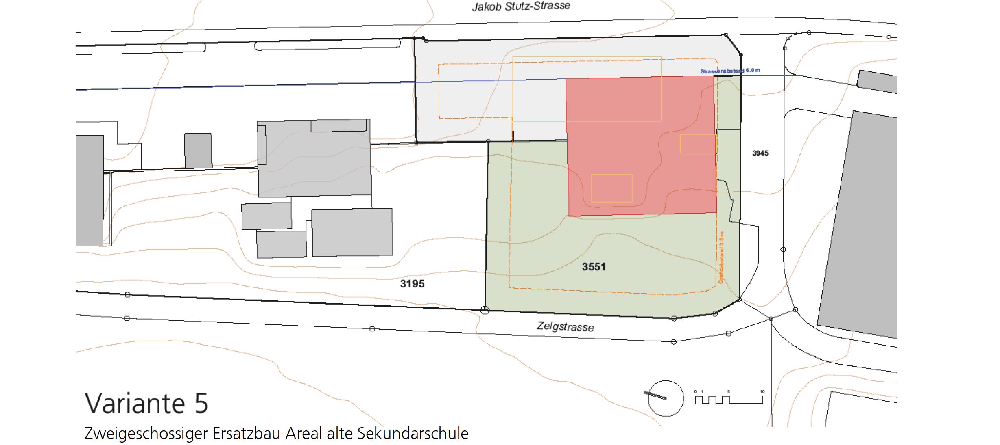 Jakob Stutz-Strasse
Strassenabstand 6.0 m
3945
Grenzabstand 3.5 m
3551
3195
Zelgstrasse
0 1 5 10
Variante 5
Zweigeschossiger Ersatzbau Areal alte Sekundarschule